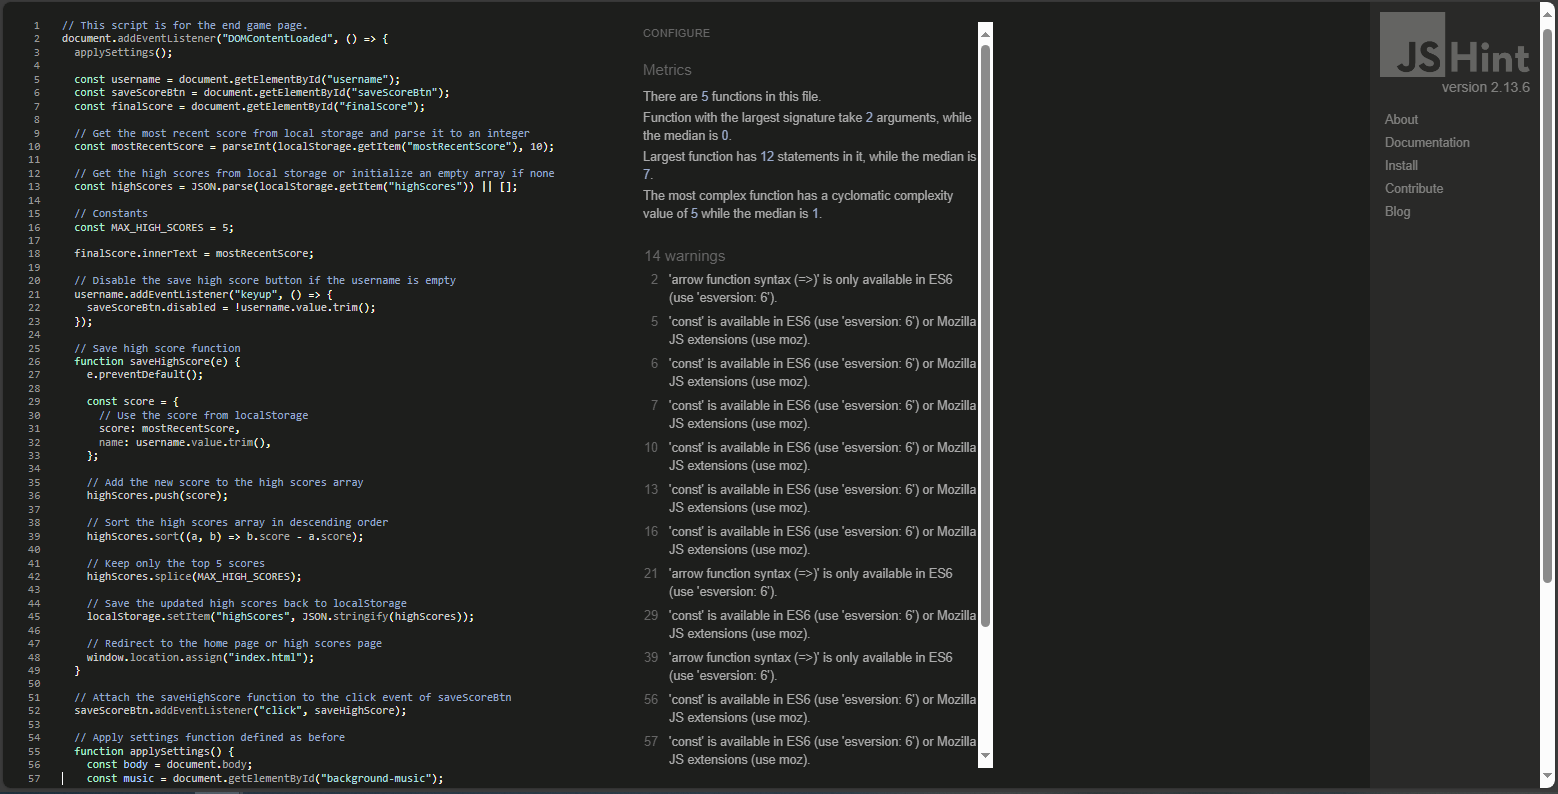 1 // This script is for the end game page.
2 document.addEventListener("DOMContentLoaded", () => {
3 applySettings();
4
5 const username = document.getElementById("username");
6 const saveScoreBtn = document.getElementById("saveScoreBtn");
7 const finalScore = document.getElementById("finalScore");
8
9 // Get the most recent score from local storage and parse it to an integer
10 const mostRecentScore = parseInt(localStorage.getItem("mostRecentScore"), 10);
11
12 // Get the high scores from local storage or initialize an empty array if none
13 const highScores = JSON.parse(localStorage.getItem("highScores")) || [];
14
15 // Constants
16 const MAX_HIGH_SCORES = 5;
17
18 finalScore.innerText = mostRecentScore;
19
20 // Disable the save high score button if the username is empty
21 username.addEventListener("keyup", () => {
22 saveScoreBtn.disabled = !username.value.trim();
23 });
24
25 // Save high score function
26 function saveHighScore(e) {
27 e.preventDefault();
28
29 const score = {
30 // Use the score from localStorage
31 score: mostRecentScore,
32 name: username.value.trim(),
33 };
34
35 // Add the new score to the high scores array
36 highScores.push(score);
37
38 // Sort the high scores array in descending order
39 highScores.sort((a, b) => b.score - a.score);
40
41 // Keep only the top 5 scores
42 highScores.splice(MAX_HIGH_SCORES);
43
44 // Save the updated high scores back to localStorage
45 localStorage.setItem("highScores", JSON.stringify(highScores));
46
47 // Redirect to the home page or high scores page
48 window.location.assign("index.html");
49 }
50
51 // Attach the saveHighScore function to the click event of saveScoreBtn
52 saveScoreBtn.addEventListener("click", saveHighScore);
53
54 // Apply settings function defined as before
55 function applySettings() {
56 const body = document.body;
57 const music = document.getElementById("background-music");
CONFIGURE
Metrics
There are 5 functions in this file.
Function with the largest signature take 2 arguments, while
the median is 0.
Largest function has 12 statements in it, while the median is
7.
The most complex function has a cyclomatic complexity
value of 5 while the median is 1.
14 warnings
2 'arrow function syntax (=>)' is only available in ES6
(use 'esversion: 6').
5 'const' is available in ES6 (use 'esversion: 6') or Mozilla
JS extensions (use moz).
6 'const' is available in ES6 (use 'esversion: 6') or Mozilla
JS extensions (use moz).
7 'const' is available in ES6 (use 'esversion: 6') or Mozilla
JS extensions (use moz).
10 'const' is available in ES6 (use 'esversion: 6') or Mozilla
JS extensions (use moz).
13 'const' is available in ES6 (use 'esversion: 6') or Mozilla
JS extensions (use moz).
16 'const' is available in ES6 (use 'esversion: 6') or Mozilla
JS extensions (use moz).
21 'arrow function syntax (=>)' is only available in ES6
(use 'esversion: 6').
29 'const' is available in ES6 (use 'esversion: 6') or Mozilla
JS extensions (use moz).
39 'arrow function syntax (=>)' is only available in ES6
(use 'esversion: 6').
56 'const' is available in ES6 (use 'esversion: 6') or Mozilla
JS extensions (use moz).
57 'const' is available in ES6 (use 'esversion: 6') or Mozilla
JS extensions (use moz).
JSHint
version 2.13.6
About
Documentation
Install
Contribute
Blog